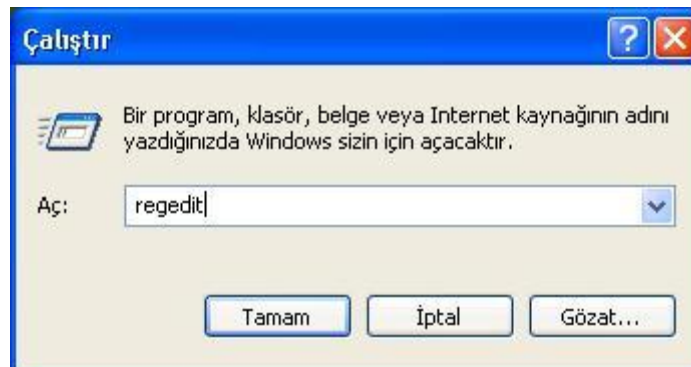 Çalıştır
Bir program, klasör, belge veya Internet kaynağının adını
yazdığınızda Windows sizin için açacaktır.
Aç: regedit
Tamam İptal Gözat...